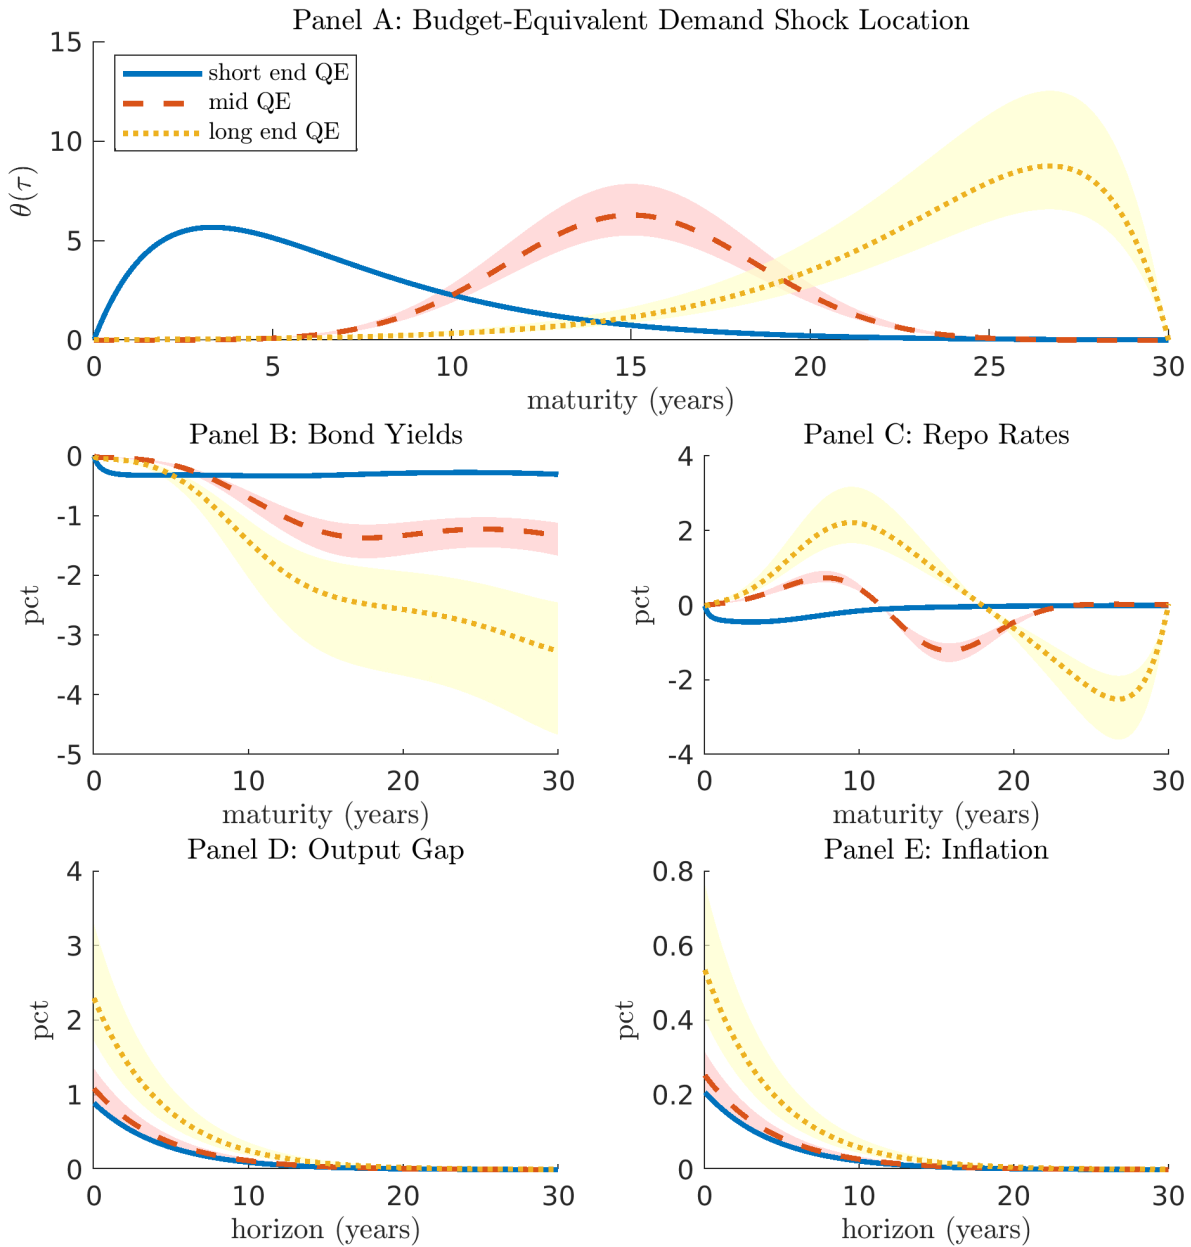 Panel A: Budget-Equivalent Demand Shock Location
15
10
5
0
θ(τ)
short end QE
mid QE
long end QE
0 5 10 15 20 25 30
maturity (years)
Panel B: Bond Yields
0
-1
-2
-3
-4
-5
pct
0 10 20 30
maturity (years)
Panel C: Repo Rates
4
2
0
-2
-4
pct
0 10 20 30
maturity (years)
Panel D: Output Gap
4
3
2
1
0
pct
0 10 20 30
horizon (years)
Panel E: Inflation
0.8
0.6
0.4
0.2
0
pct
0 10 20 30
horizon (years)